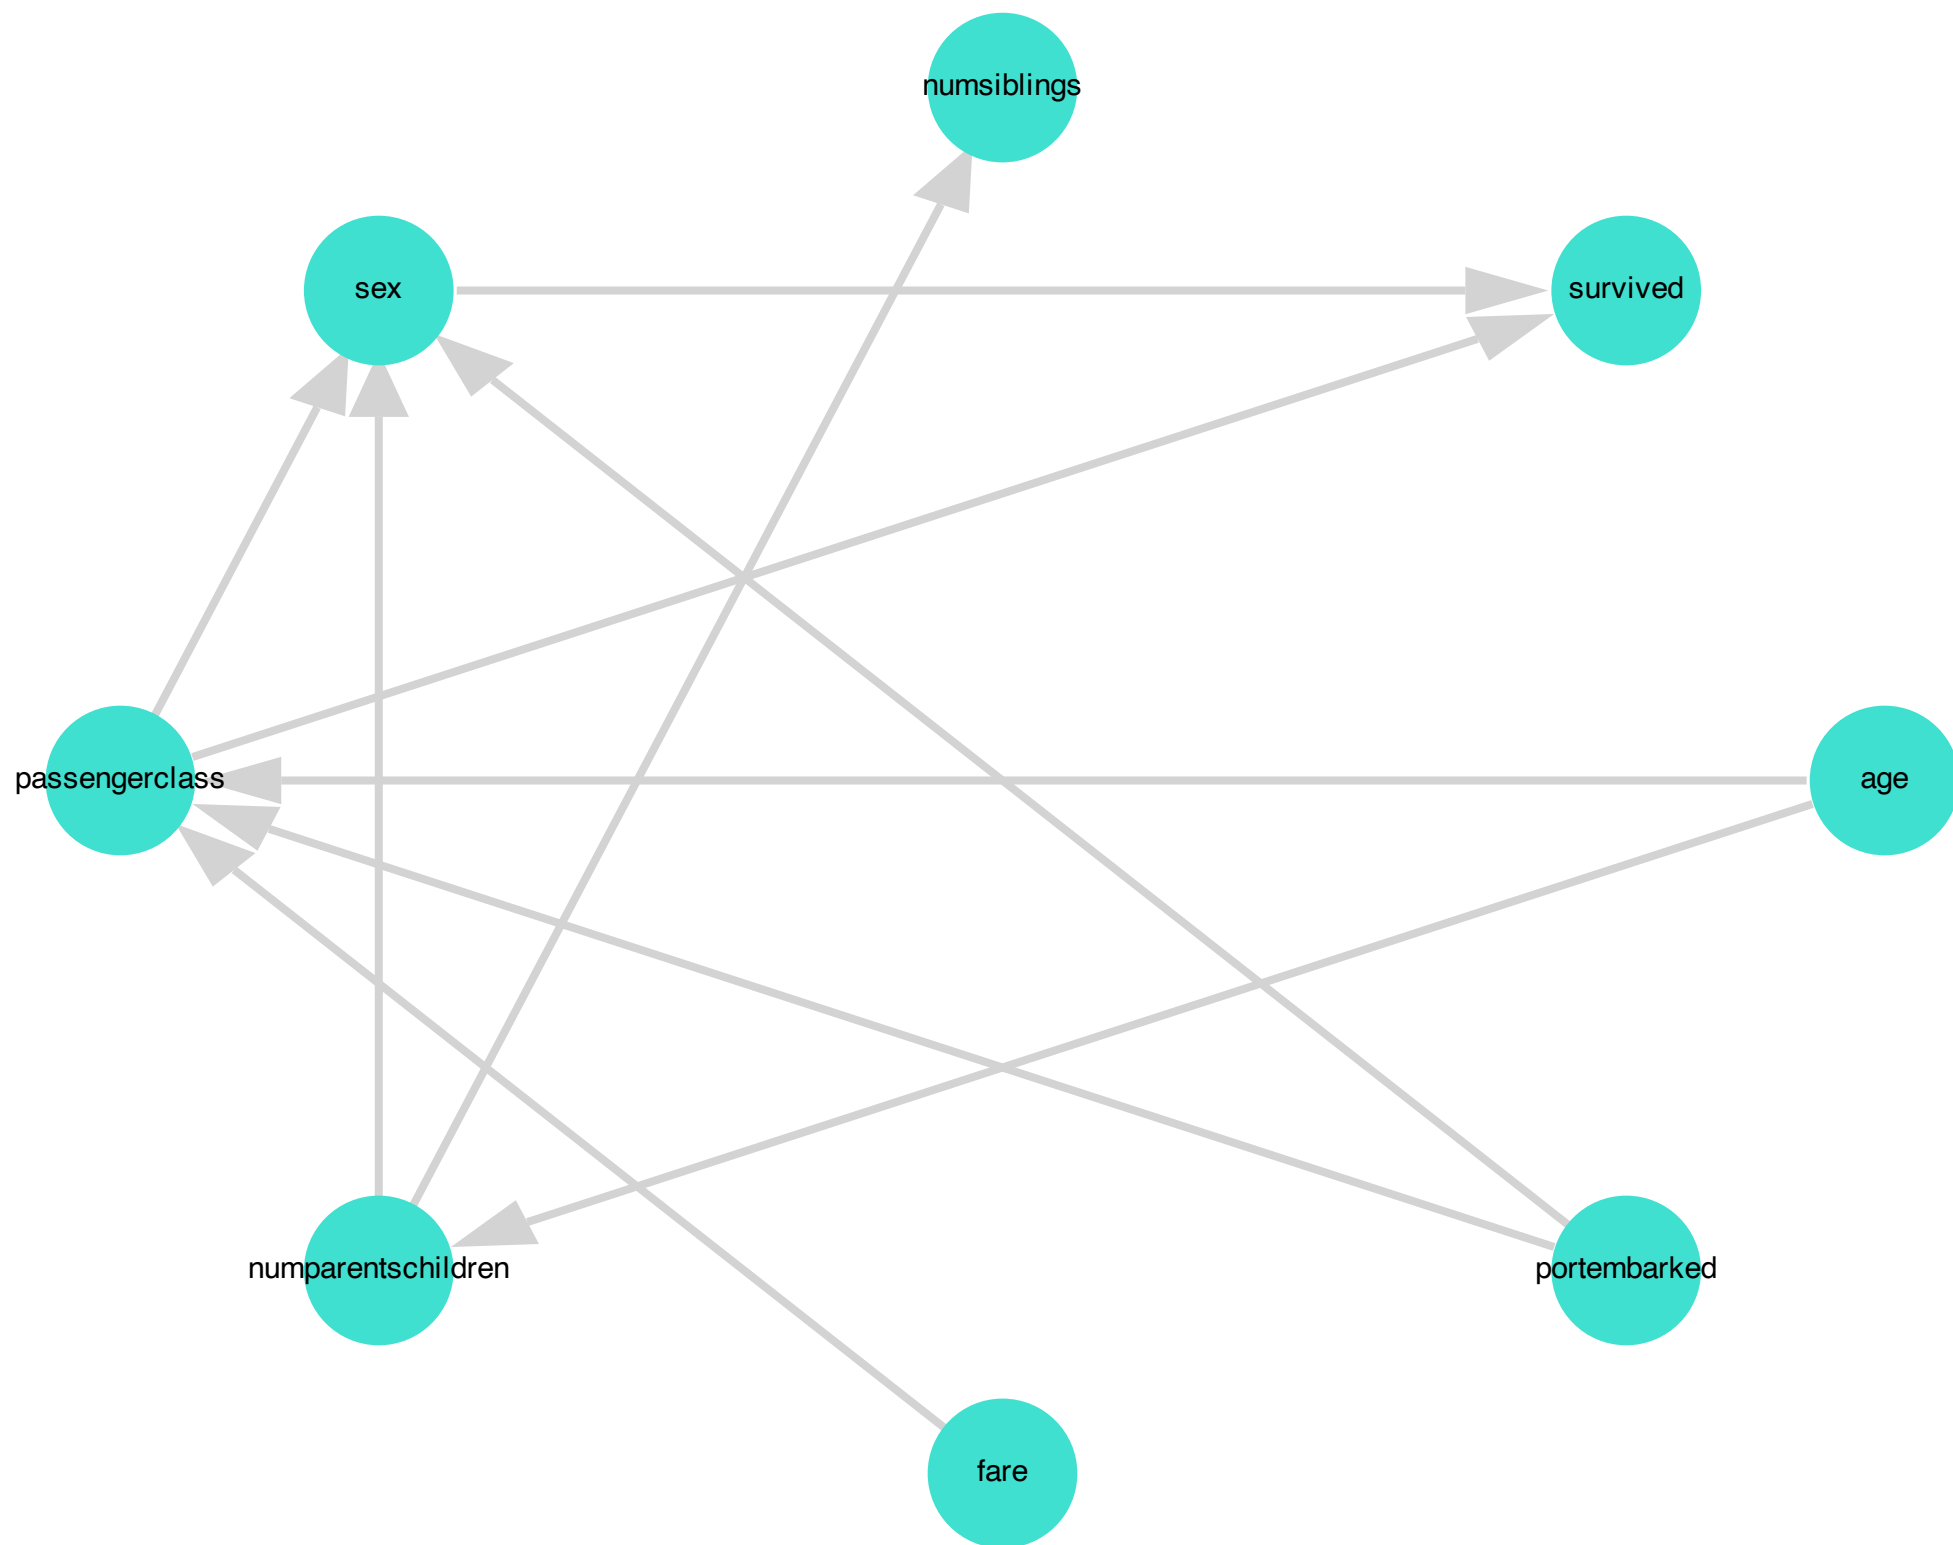 numsiblings
sex
survived
passengerclass
age
numparentschildren
portembarked
fare